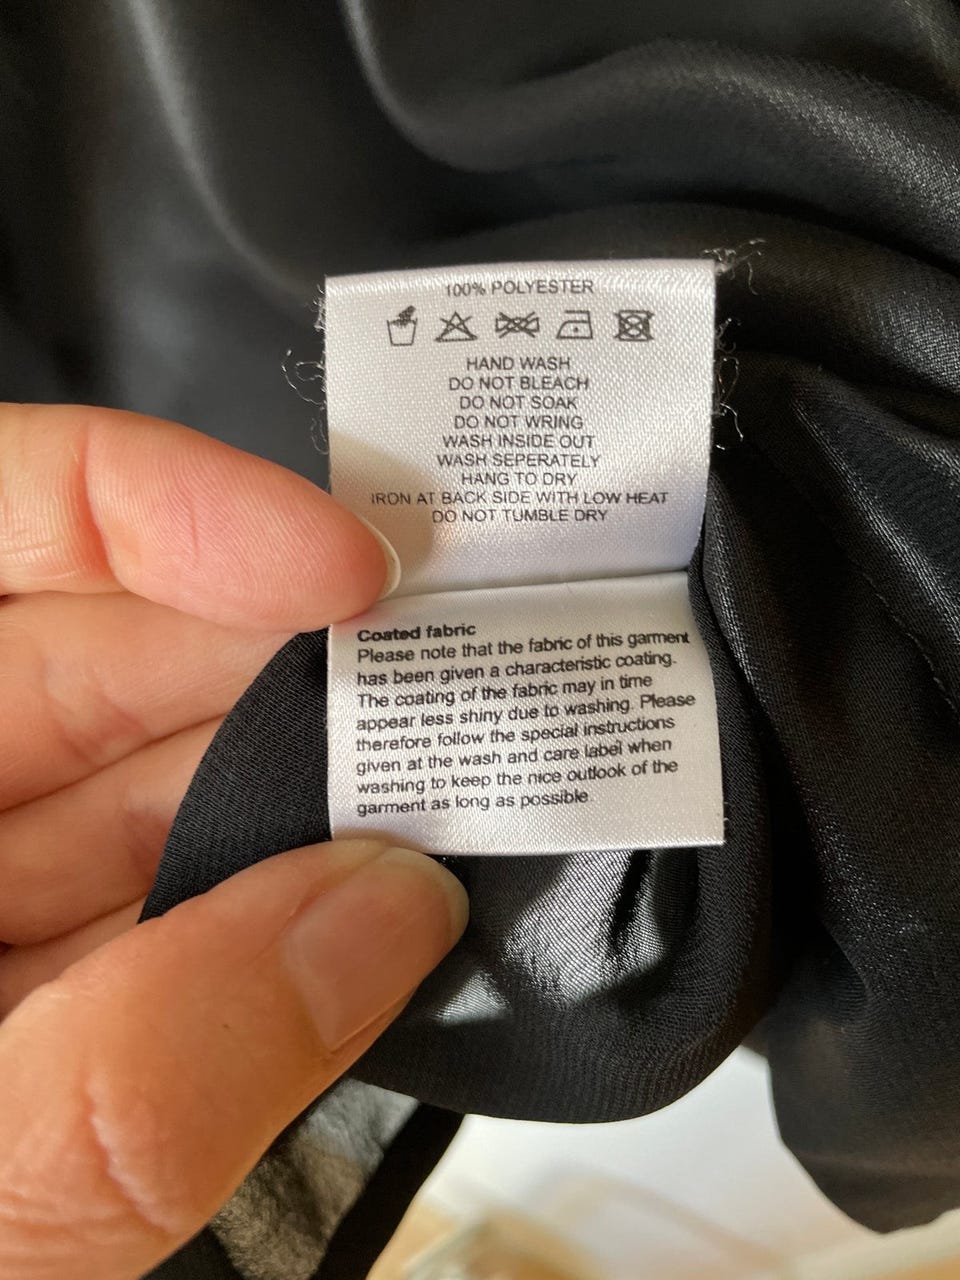 100% POLYESTER
HAND WASH
DO NOT BLEACH
DO NOT SOAK
DO NOT WRING
WASH INSIDE OUT
WASH SEPERATELY
HANG TO DRY
IRON AT BACK SIDE WITH LOW HEAT
DO NOT TUMBLE DRY
Coated fabric
Please note that the fabric of this garment
has been given a characteristic coating.
The coating of the fabric may in time
appear less shiny due to washing. Please
therefore follow the special instructions
given at the wash and care label when
washing to keep the nice outlook of the
garment as long as possible.